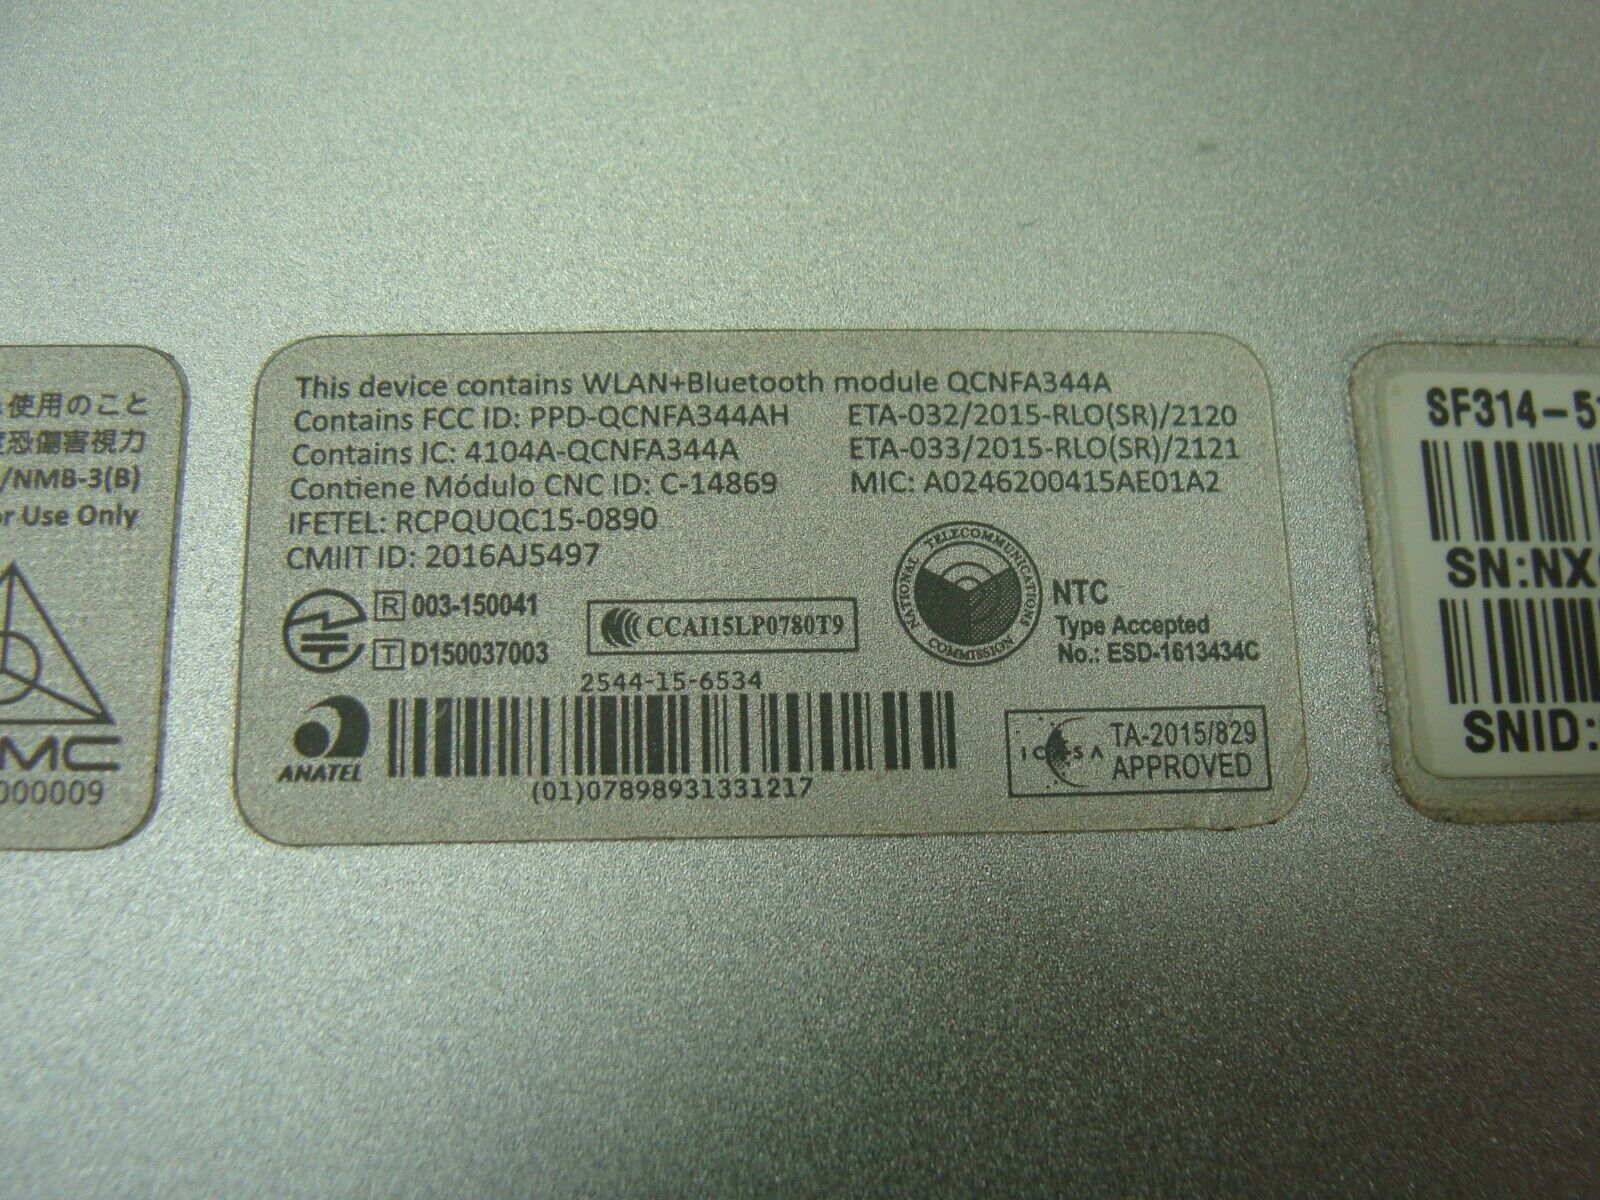 使用のこと
恐傷害視力
/NMB-3(B)
r Use Only
MC
000009
This device contains WLAN+Bluetooth module QCNFA344A
Contains FCC ID: PPD-QCNFA344AH
Contains IC: 4104A-QCNFA344A
Contiene Módulo CNC ID: C-14869
IFETEL: RCPQUQC15-0890
CMIIT ID: 2016AJ5497
ETA-032/2015-RLO(SR)/2120
ETA-033/2015-RLO(SR)/2121
MIC: A0246200415AE01A2
R 003-150041
T D150037003
CCAI15LP0780T9
NATIONAL TELECOMMUNICATIONS COMMISSION
NTC
Type Accepted
No.: ESD-1613434C
ANATEL
2544-15-6534
(01)07898931331217
ICASA
TA-2015/829
APPROVED
SF314-51
SN:NX
SNID: